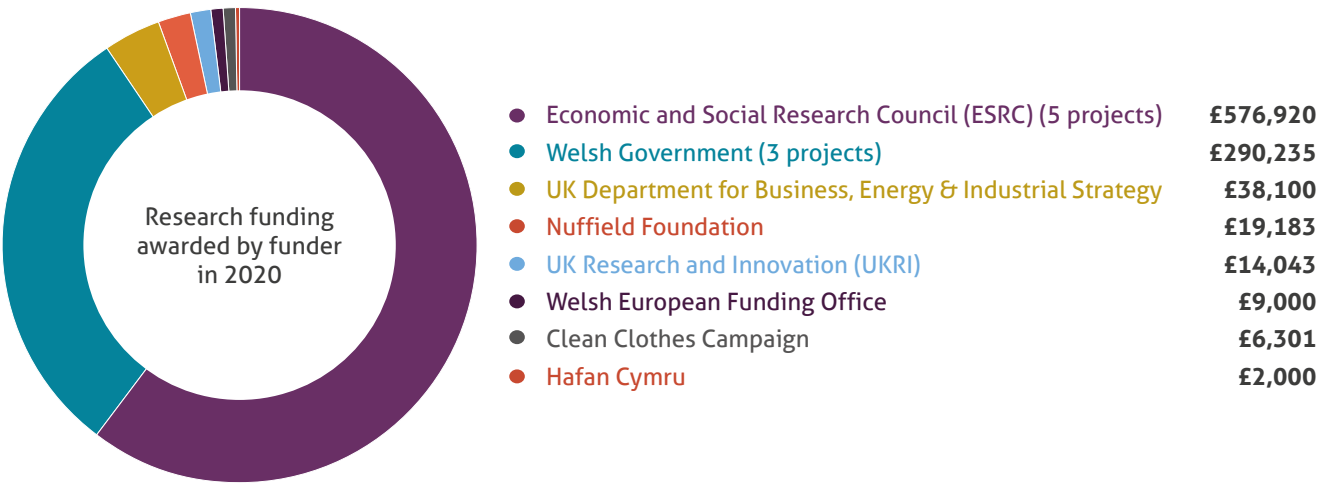 Research funding
awarded by funder
in 2020
Economic and Social Research Council (ESRC) (5 projects) £576,920
Welsh Government (3 projects) £290,235
UK Department for Business, Energy & Industrial Strategy £38,100
Nuffield Foundation £19,183
UK Research and Innovation (UKRI) £14,043
Welsh European Funding Office £9,000
Clean Clothes Campaign £6,301
Hafan Cymru £2,000